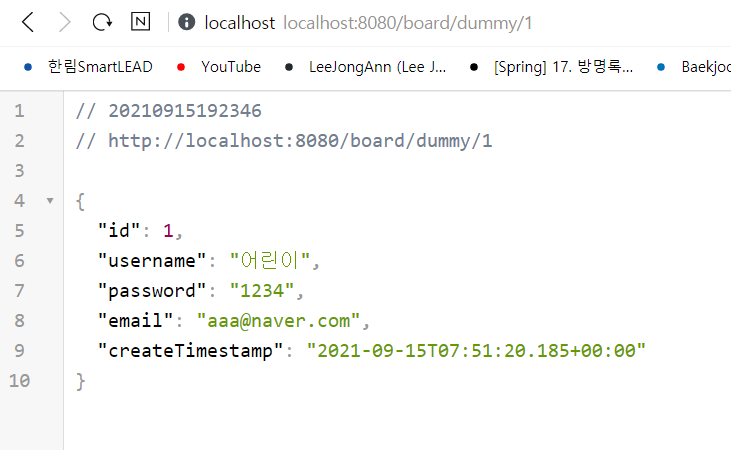 localhost localhost:8080/board/dummy/1
한림SmartLEAD YouTube LeeJongAnn (Lee J... [Spring] 17. 방명록... Baekjoo
1 // 20210915192346
2 // http://localhost:8080/board/dummy/1
3
4 {
5 "id": 1,
6 "username": "어린이",
7 "password": "1234",
8 "email": "aaa@naver.com",
9 "createTimestamp": "2021-09-15T07:51:20.185+00:00"
10 }